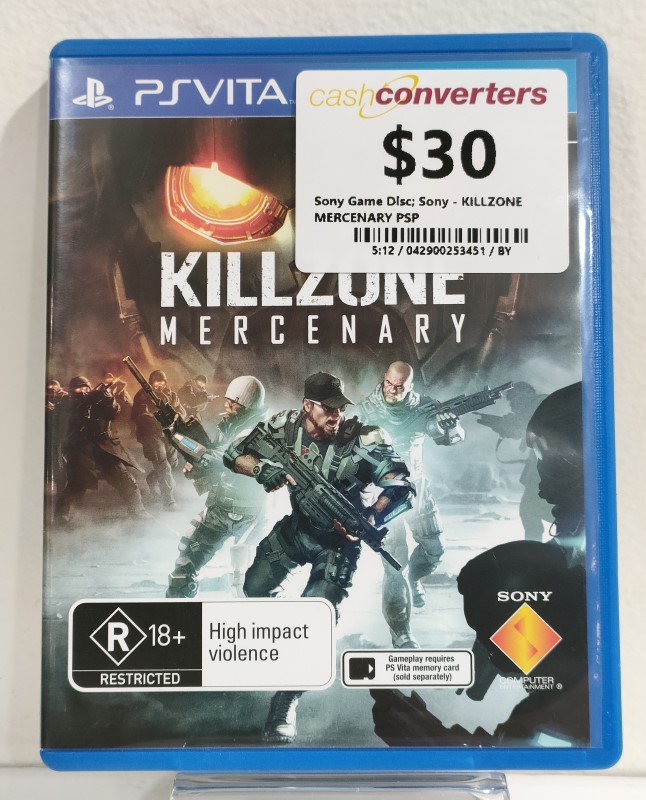 PSVITA
cashconverters
$30
Sony Game Disc; Sony - KILLZONE
MERCENARY PSP
5:12 / 042900253451 / BY
KILLZONE
MERCENARY
R 18+
RESTRICTED
High impact
violence
Gameplay requires
PS Vita memory card
(sold separately)
SONY
COMPUTER
ENTERTAINMENT ®